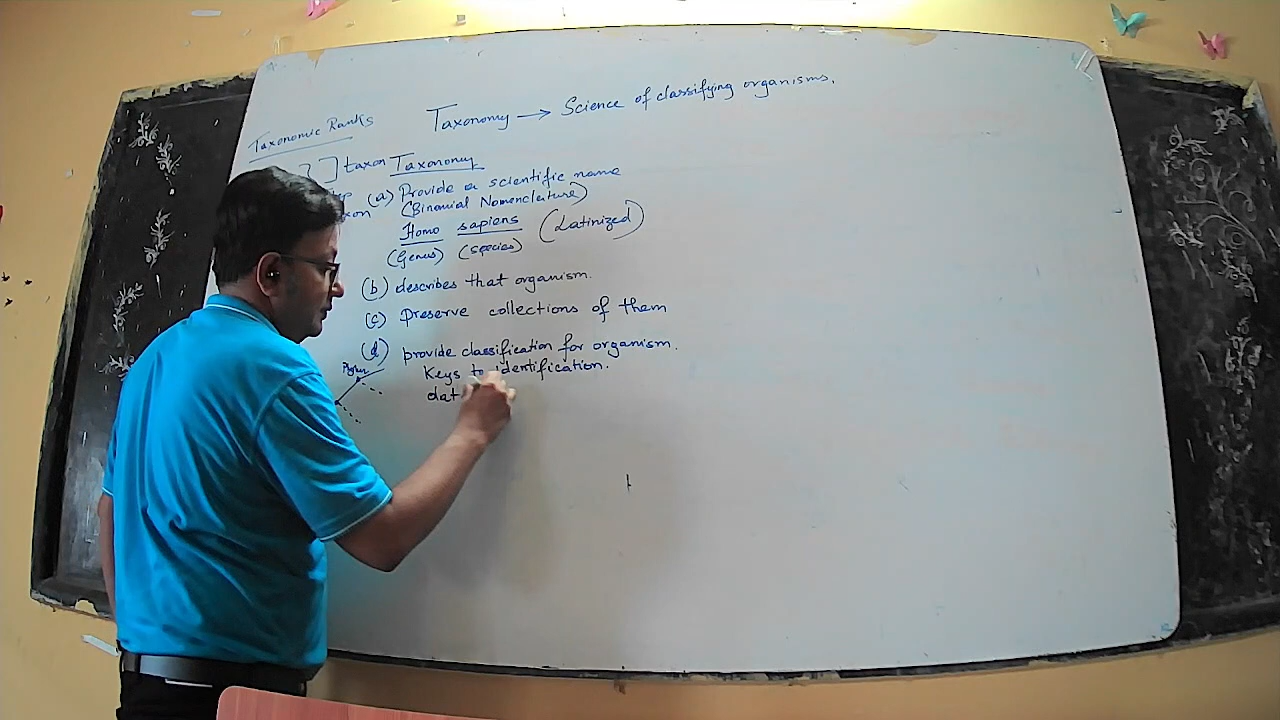 Taxonomic Ranks
Taxonomy → Science of classifying organisms.
] taxon
Taxonomy
(a) Provide a scientific name
(Binomial Nomenclature)
Homo sapiens (Latinized)
(Genus) (species)
(b) describes that organism.
(c) Preserve collections of them
(d) provide classification for organism.
Keys to identification.
dat